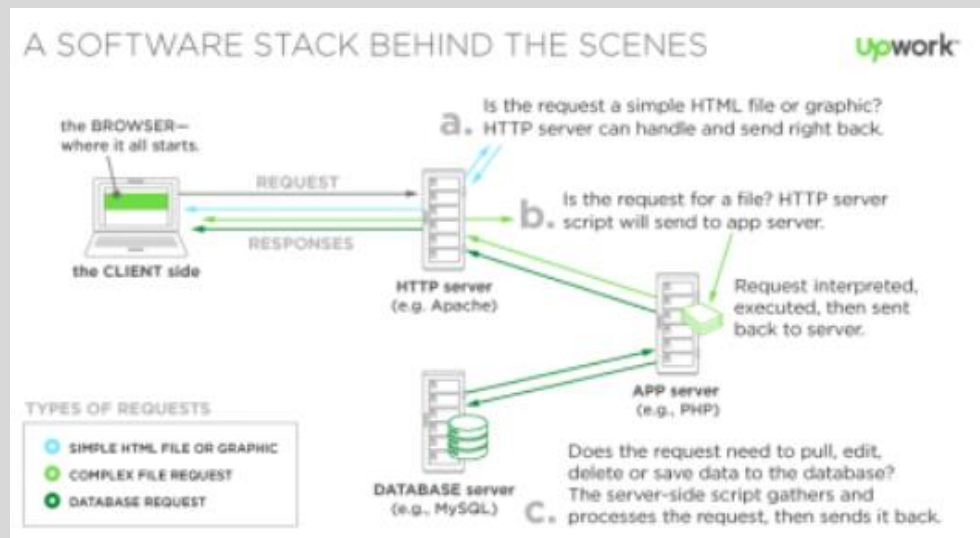 A SOFTWARE STACK BEHIND THE SCENES
Upwork
the BROWSER—
where it all starts.
a. Is the request a simple HTML file or graphic?
HTTP server can handle and send right back.
REQUEST
b. Is the request for a file? HTTP server
script will send to app server.
RESPONSES
the CLIENT side
HTTP server
(e.g. Apache)
Request interpreted,
executed, then sent
back to server.
APP server
(e.g., PHP)
TYPES OF REQUESTS
SIMPLE HTML FILE OR GRAPHIC
COMPLEX FILE REQUEST
DATABASE REQUEST
DATABASE server
(e.g., MySQL)
c. Does the request need to pull, edit,
delete or save data to the database?
The server-side script gathers and
processes the request, then sends it back.